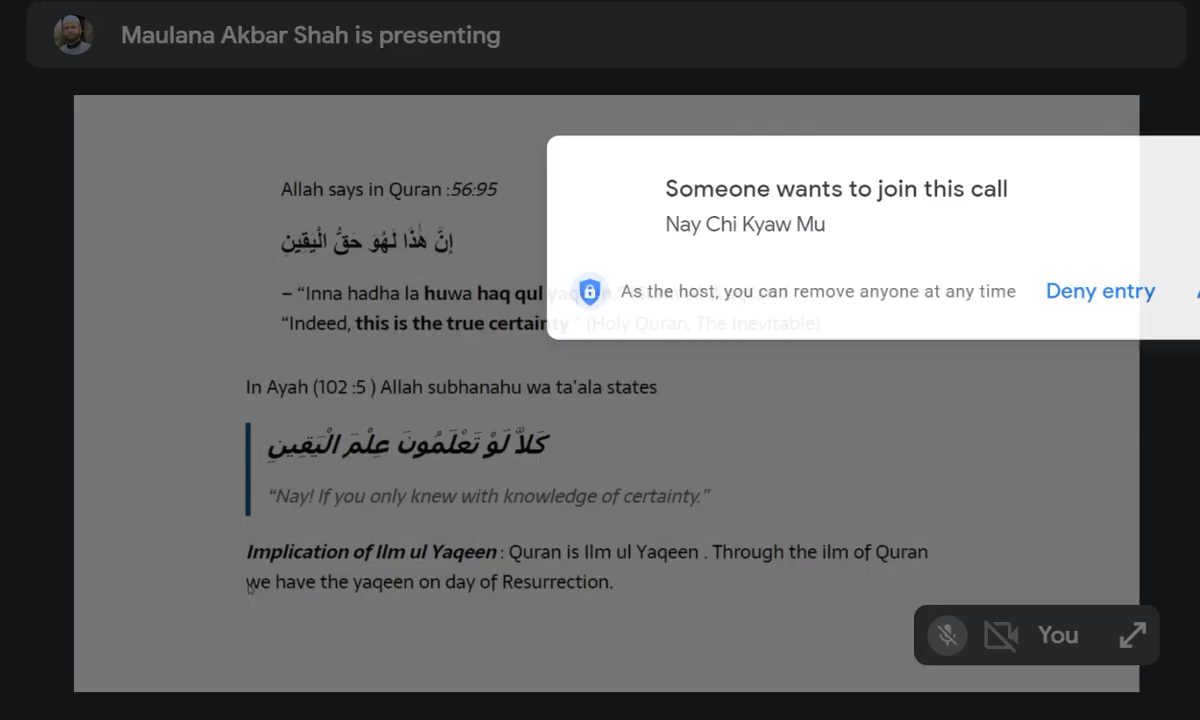 Maulana Akbar Shah is presenting
Allah says in Quran :56:95
إِنَّ هَٰذَا لَهُوَ حَقُّ الْيَقِينِ
– “Inna hadha la huwa haq qul
“Indeed, this is the true certainty ” (Holy Quran, The Inevitable)
Someone wants to join this call
Nay Chi Kyaw Mu
As the host, you can remove anyone at any time
Deny entry
In Ayah (102 :5 ) Allah subhanahu wa ta’ala states
كَلاَّ لَوْ تَعْلَمُونَ عِلْمَ الْيَقِينِ
“Nay! If you only knew with knowledge of certainty.”
Implication of Ilm ul Yaqeen : Quran is Ilm ul Yaqeen . Through the ilm of Quran
we have the yaqeen on day of Resurrection.
You